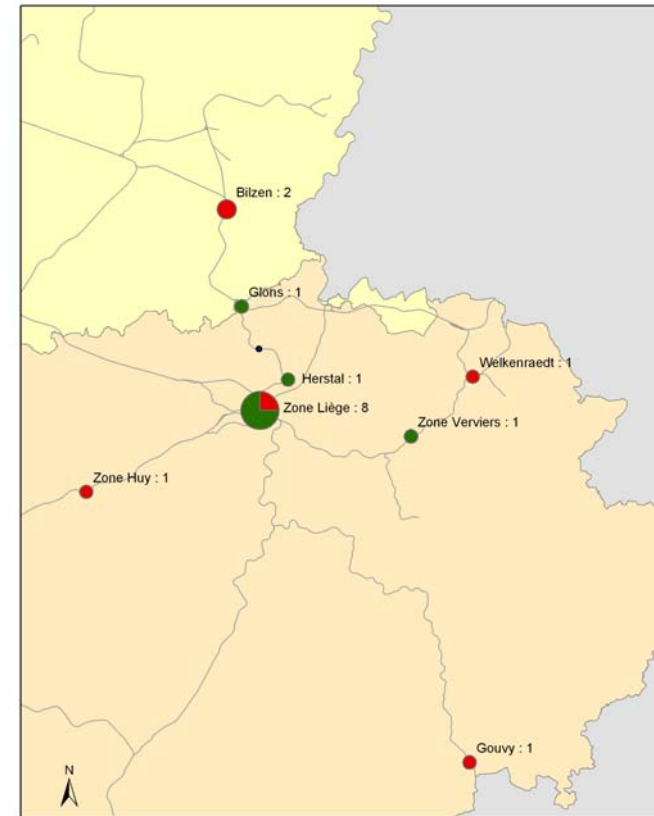 Bilzen : 2
Glons : 1
Welkenraedt : 1
Herstal : 1
Zone Liège : 8
Zone Verviers : 1
Zone Huy : 1
Gouvy : 1
N